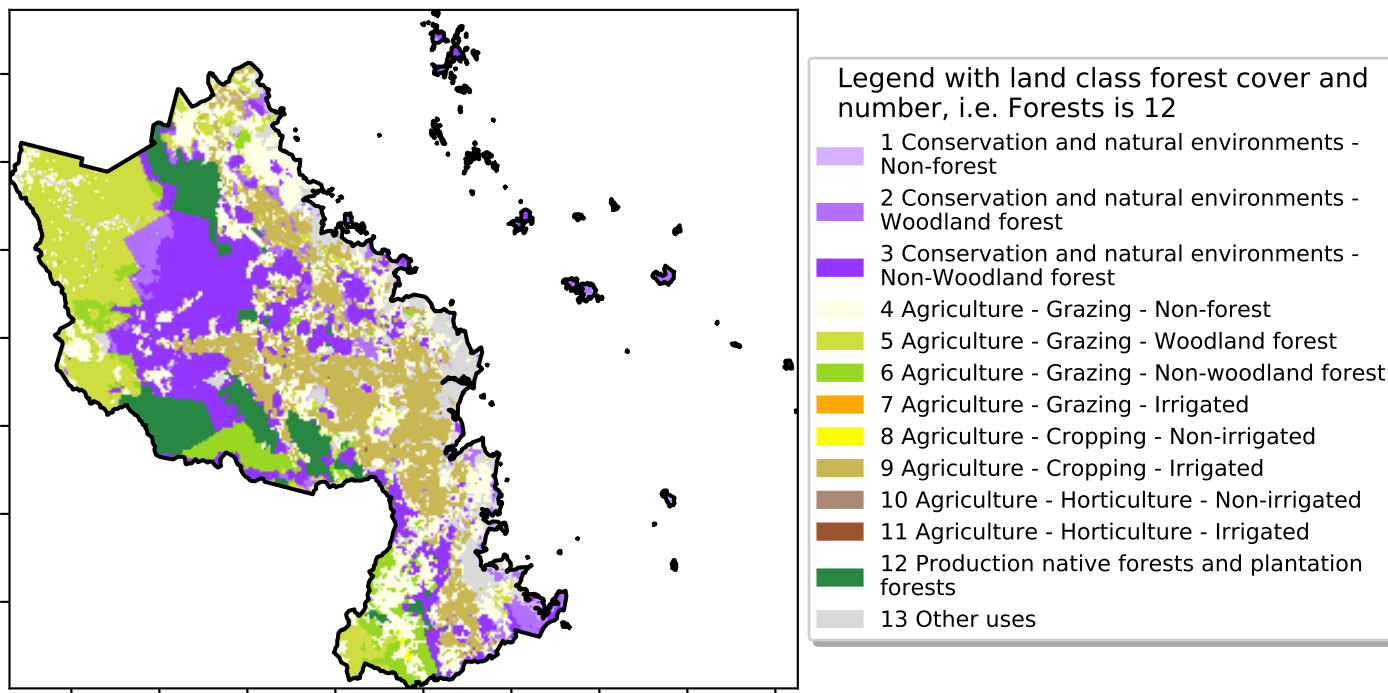 Legend with land class forest cover and
number, i.e. Forests is 12
1 Conservation and natural environments -
Non-forest
2 Conservation and natural environments -
Woodland forest
3 Conservation and natural environments -
Non-Woodland forest
4 Agriculture - Grazing - Non-forest
5 Agriculture - Grazing - Woodland forest
6 Agriculture - Grazing - Non-woodland forest
7 Agriculture - Grazing - Irrigated
8 Agriculture - Cropping - Non-irrigated
9 Agriculture - Cropping - Irrigated
10 Agriculture - Horticulture - Non-irrigated
11 Agriculture - Horticulture - Irrigated
12 Production native forests and plantation
forests
13 Other uses